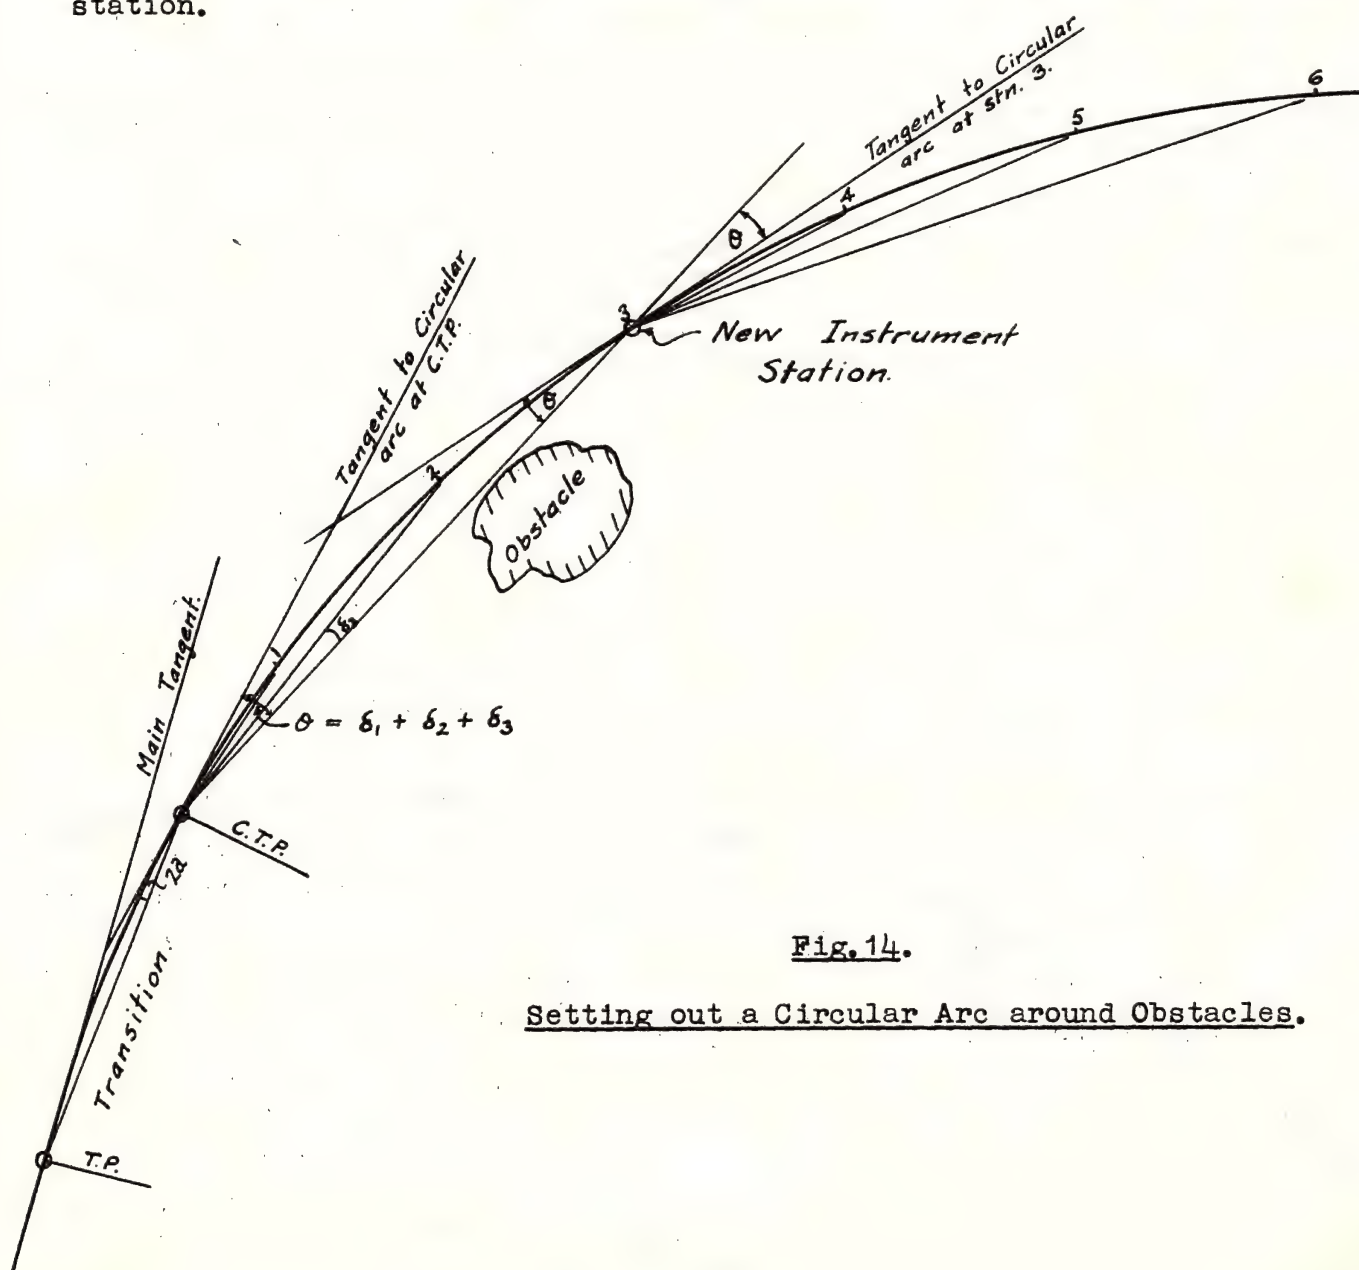 station.
6
Tangent to Circular
arc at stn. 3.
5
4
θ
3
New Instrument
Station.
Tangent to Circular
arc at C.T.P.
θ
2
Obstacle
δ₃
1
Main Tangent.
θ = δ₁ + δ₂ + δ₃
C.T.P.
2a
Transition.
T.P.
Fig.14.
Setting out a Circular Arc around Obstacles.